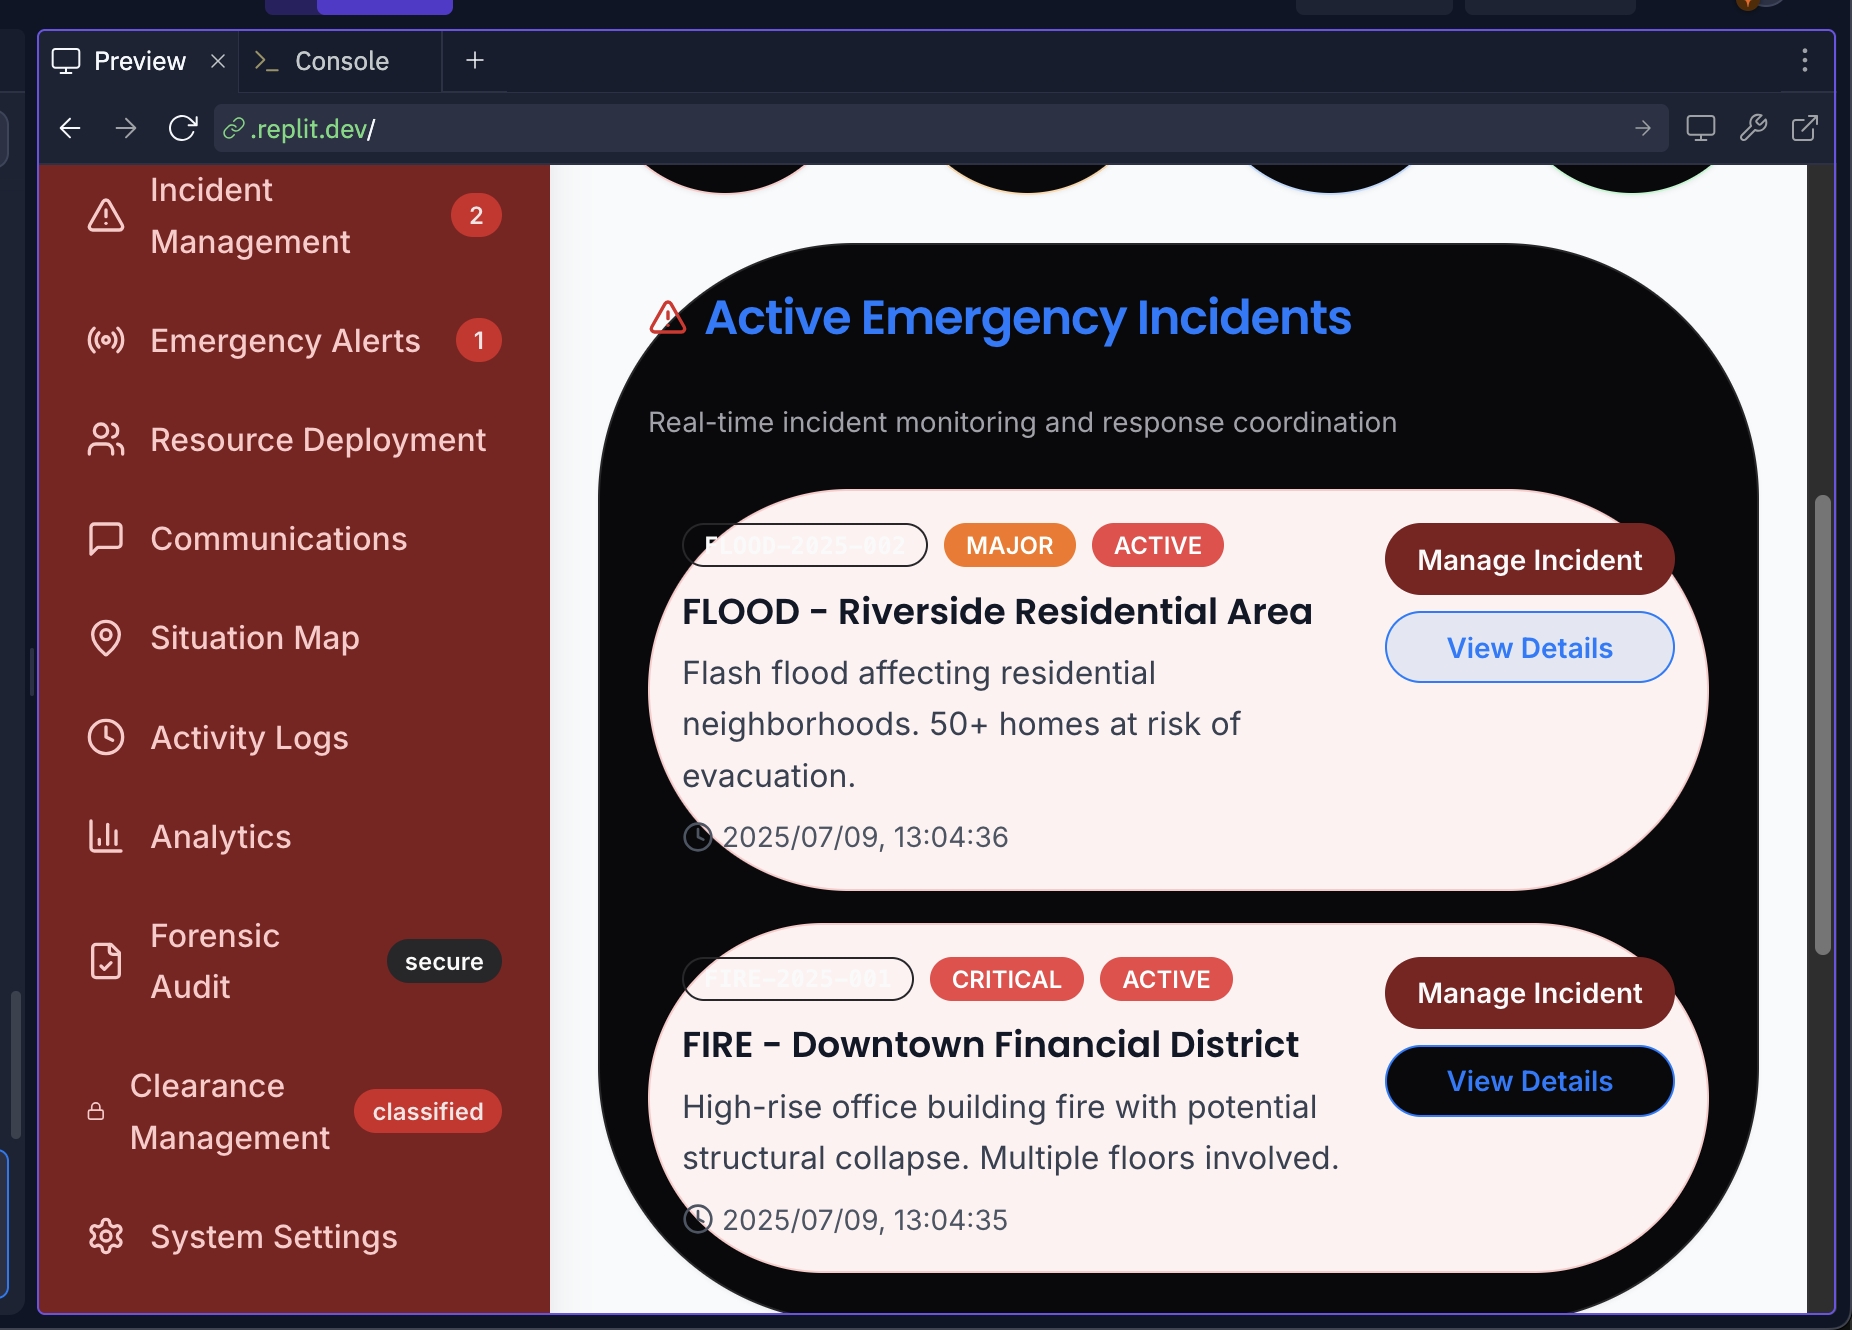 Preview
Console
.replit.dev/
Incident
Management
2
Emergency Alerts
1
Resource Deployment
Communications
Situation Map
Activity Logs
Analytics
Forensic
Audit
secure
Clearance
Management
classified
System Settings
Active Emergency Incidents
Real-time incident monitoring and response coordination
FLOOD-2025-002 MAJOR ACTIVE
FLOOD - Riverside Residential Area
Flash flood affecting residential
neighborhoods. 50+ homes at risk of
evacuation.
2025/07/09, 13:04:36
Manage Incident
View Details
FIRE-2025-001 CRITICAL ACTIVE
FIRE - Downtown Financial District
High-rise office building fire with potential
structural collapse. Multiple floors involved.
2025/07/09, 13:04:35
Manage Incident
View Details